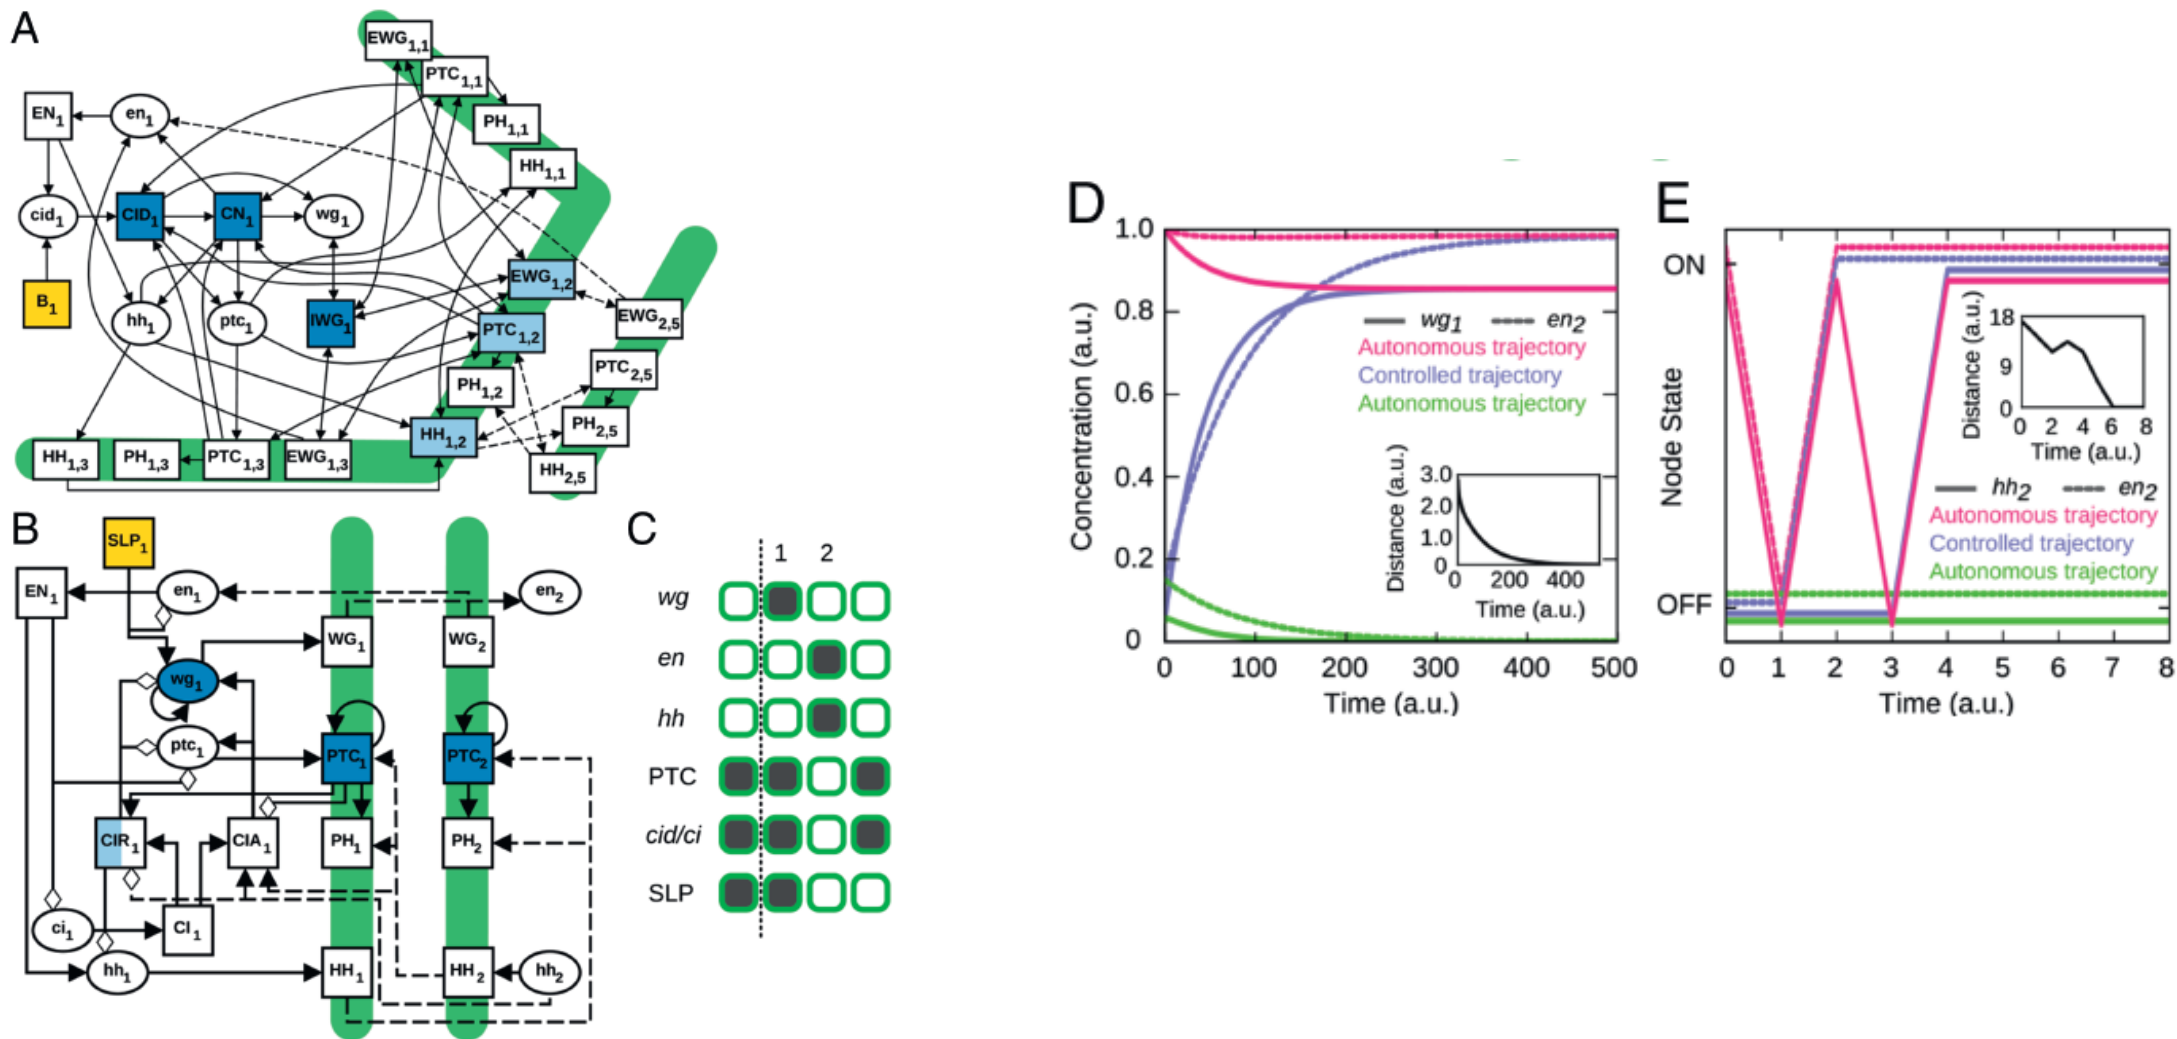 A
EWG1,1
PTC1,1
EN1
en1
PH1,1
HH1,1
cid1
CID1
CN1
wg1
EWG1,2
B1
hh1
ptc1
IWG1
EWG2,5
PTC1,2
PTC2,5
PH1,2
PH2,5
HH1,2
HH1,3
PH1,3
PTC1,3
EWG1,3
HH2,5
B
SLP1
EN1
en1
en2
WG1
WG2
wg1
ptc1
PTC1
PTC2
CIR1
CIA1
PH1
PH2
ci1
CI1
hh1
HH1
HH2
hh2
C
1 2
wg
en
hh
PTC
cid/ci
SLP
D
Concentration (a.u.)
1.0
0.8
0.6
0.4
0.2
0
wg1 en2
Autonomous trajectory
Controlled trajectory
Autonomous trajectory
Distance (a.u.)
3.0
2.0
1.0
0
0 200 400
Time (a.u.)
0 100 200 300 400 500
Time (a.u.)
E
Node State
ON
OFF
Distance (a.u.)
18
9
0
0 2 4 6 8
Time (a.u.)
hh2 en2
Autonomous trajectory
Controlled trajectory
Autonomous trajectory
0 1 2 3 4 5 6 7 8
Time (a.u.)